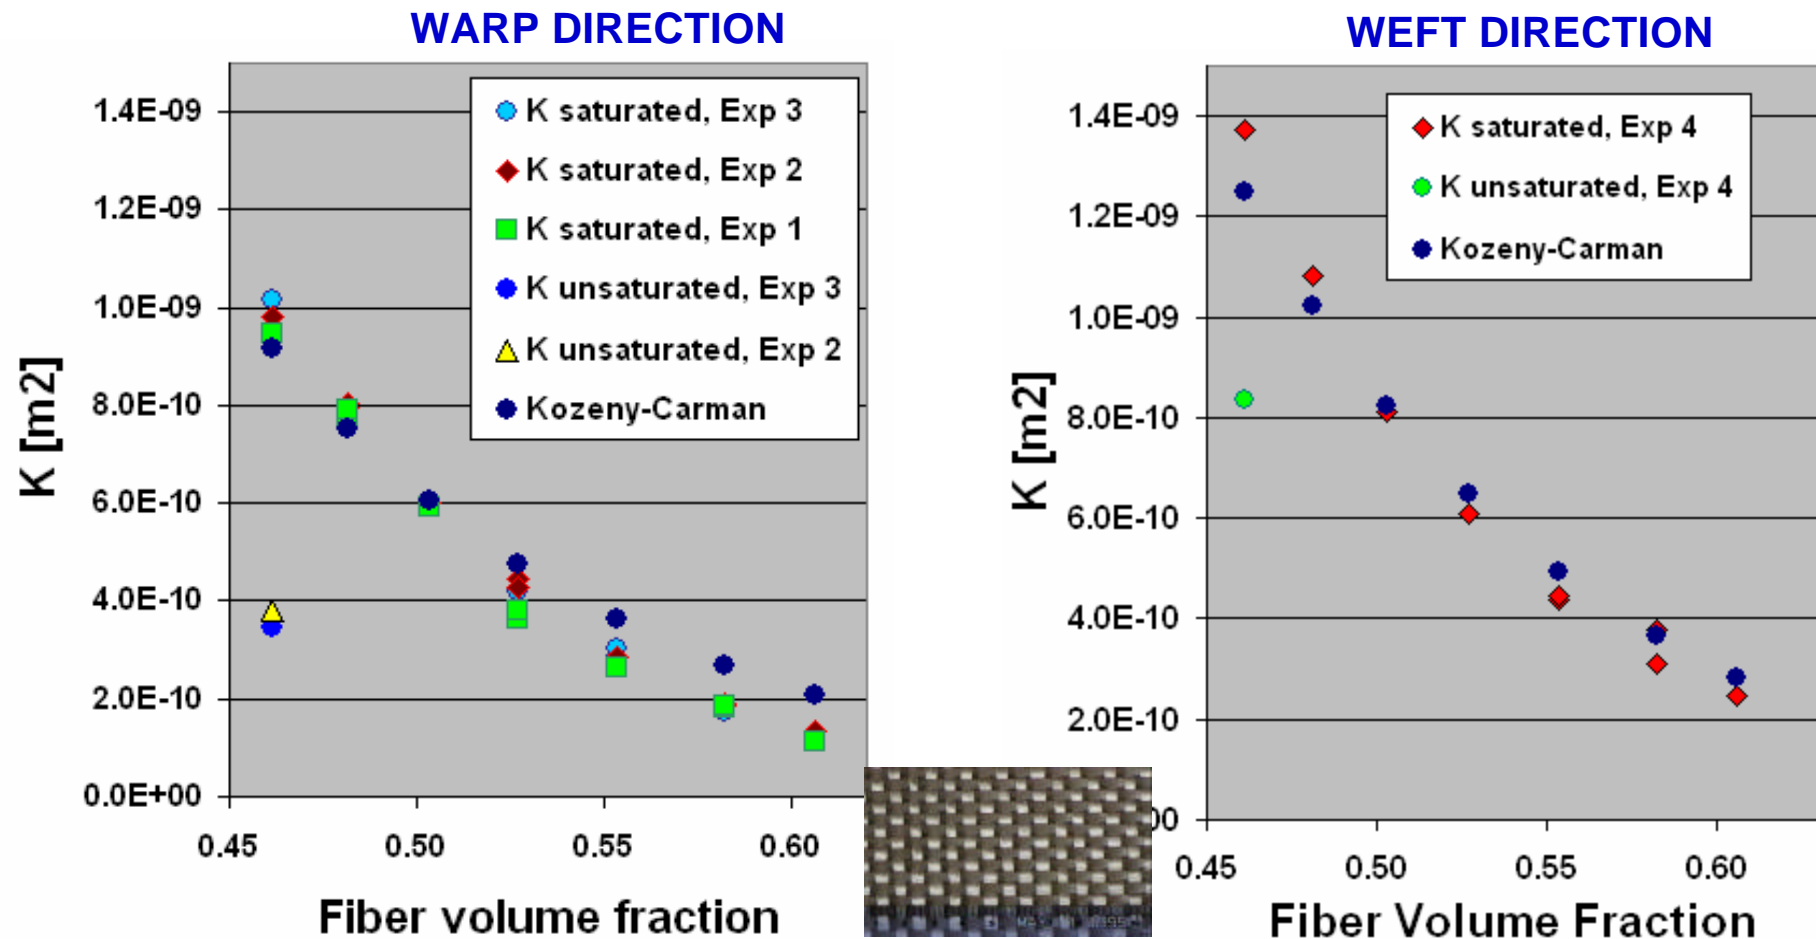 WARP DIRECTION
K saturated, Exp 3
K saturated, Exp 2
K saturated, Exp 1
K unsaturated, Exp 3
K unsaturated, Exp 2
Kozeny-Carman
1.4E-09
1.2E-09
1.0E-09
8.0E-10
6.0E-10
4.0E-10
2.0E-10
0.0E+00
K [m2]
0.45
0.50
0.55
0.60
Fiber volume fraction
WEFT DIRECTION
K saturated, Exp 4
K unsaturated, Exp 4
Kozeny-Carman
1.4E-09
1.2E-09
1.0E-09
8.0E-10
6.0E-10
4.0E-10
2.0E-10
00
K [m2]
0.45
0.50
0.55
0.60
Fiber Volume Fraction